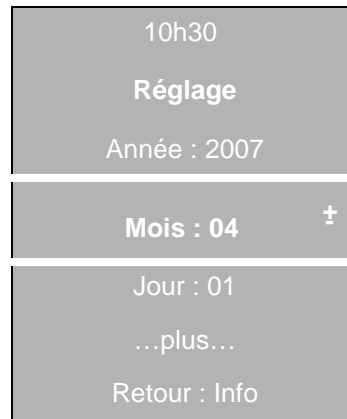 10h30
Réglage
Année : 2007
Mois : 04 ±
Jour : 01
…plus…
Retour : Info